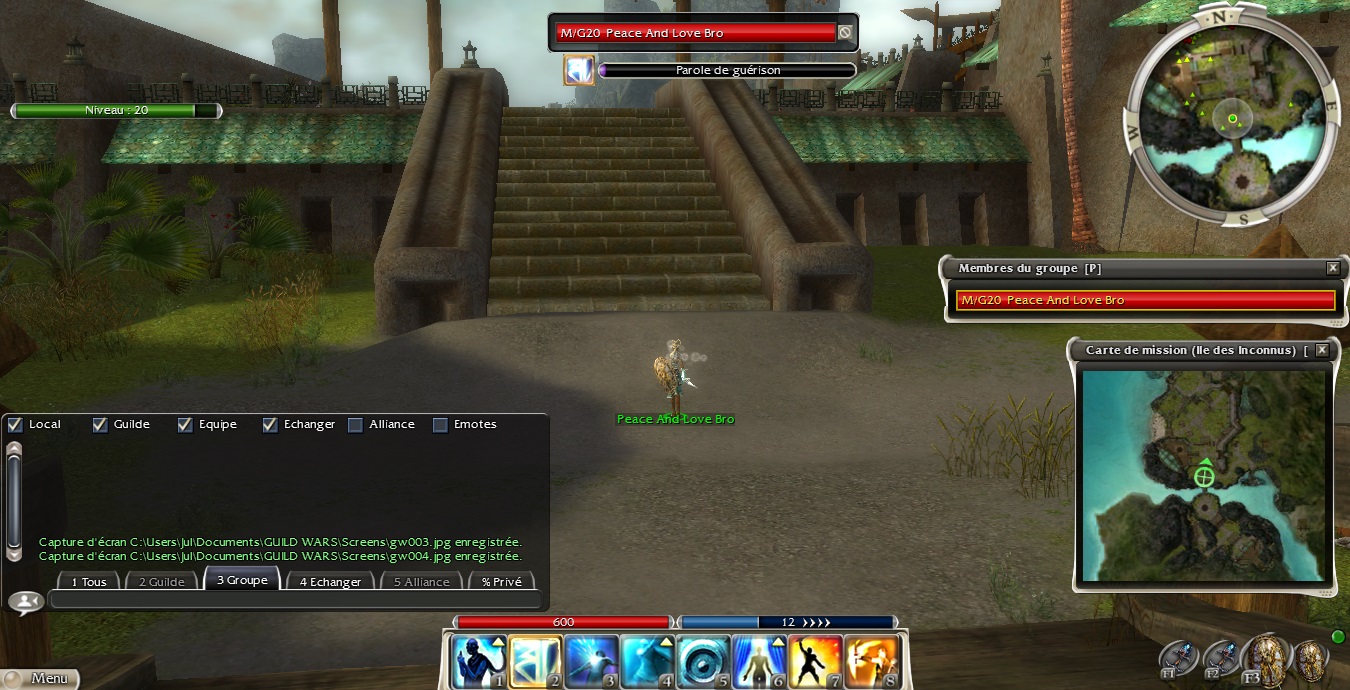 M/G20 Peace And Love Bro
Parole de guérison
Niveau : 20
N
E
W
S
Membres du groupe [P]
M/G20 Peace And Love Bro
Carte de mission (Ile des Inconnus) [
Peace And Love Bro
Local Guilde Equipe Echanger Alliance Emotes
Capture d'écran C:\Users\Jul\Documents\GUILD WARS\Screens\gw003.jpg enregistrée.
Capture d'écran C:\Users\Jul\Documents\GUILD WARS\Screens\gw004.jpg enregistrée.
1 Tous 2 Guilde 3 Groupe 4 Echanger 5 Alliance % Privé
600 12
1 2 3 4 5 6 7 8
F1 F2 F3
Menu